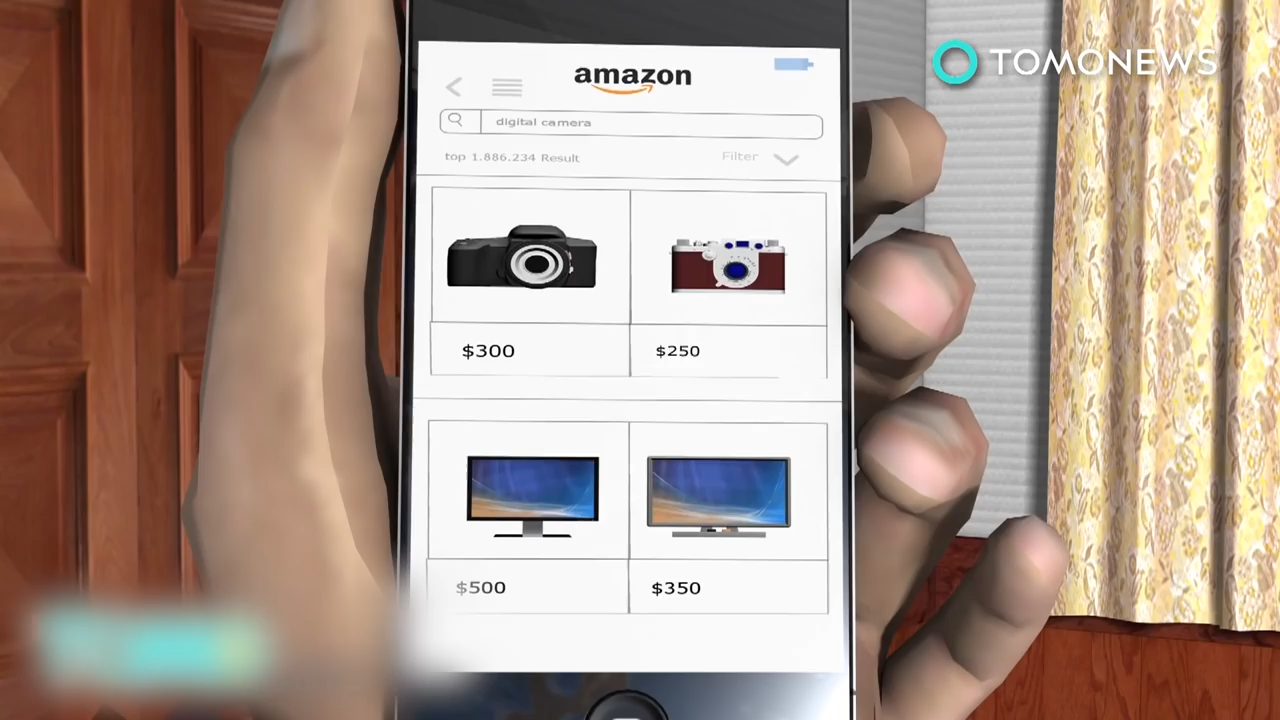 TOMONEWS
amazon
digital camera
top 1.886.234 Result
Filter
$300
$250
$500
$350